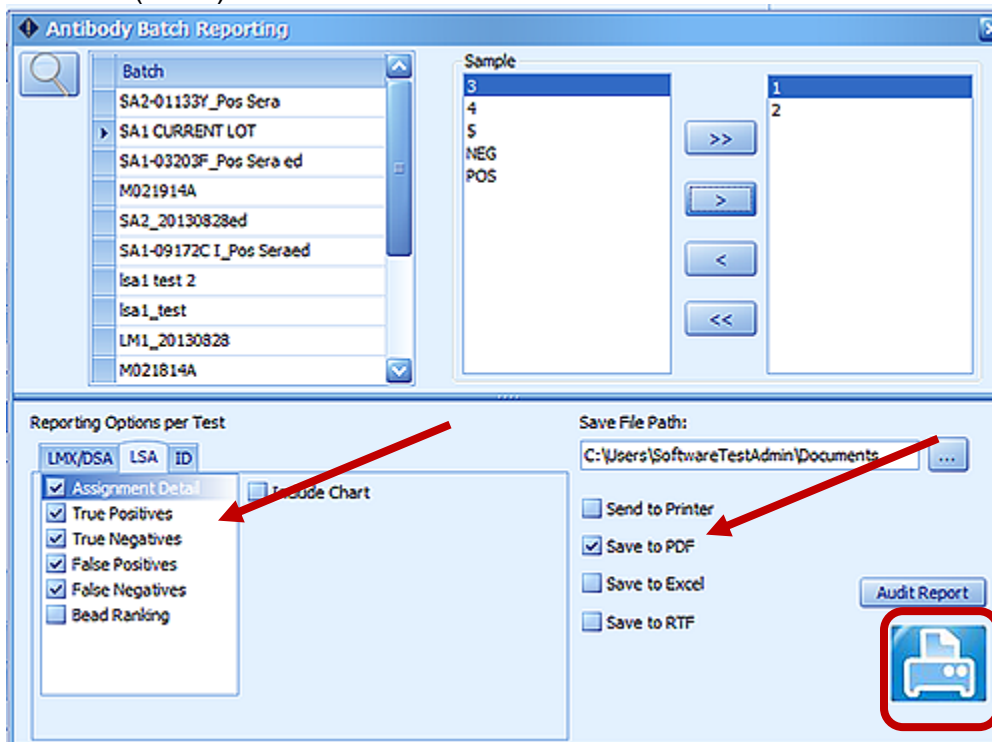 Antibody Batch Reporting
Batch
SA2-01133Y_Pos Sera
SA1 CURRENT LOT
SA1-03203F_Pos Sera ed
M021914A
SA2_20130828ed
SA1-09172C I_Pos Seraed
lsa1 test 2
lsa1_test
LM1_20130828
M021814A
Sample
3
4
5
NEG
POS
>>
>
<
<<
1
2
Reporting Options per Test
LMX/DSA LSA ID
Assignment Detail
True Positives
True Negatives
False Positives
False Negatives
Bead Ranking
Include Chart
Save File Path:
C:\Users\SoftwareTestAdmin\Documents ...
Send to Printer
Save to PDF
Save to Excel
Save to RTF
Audit Report